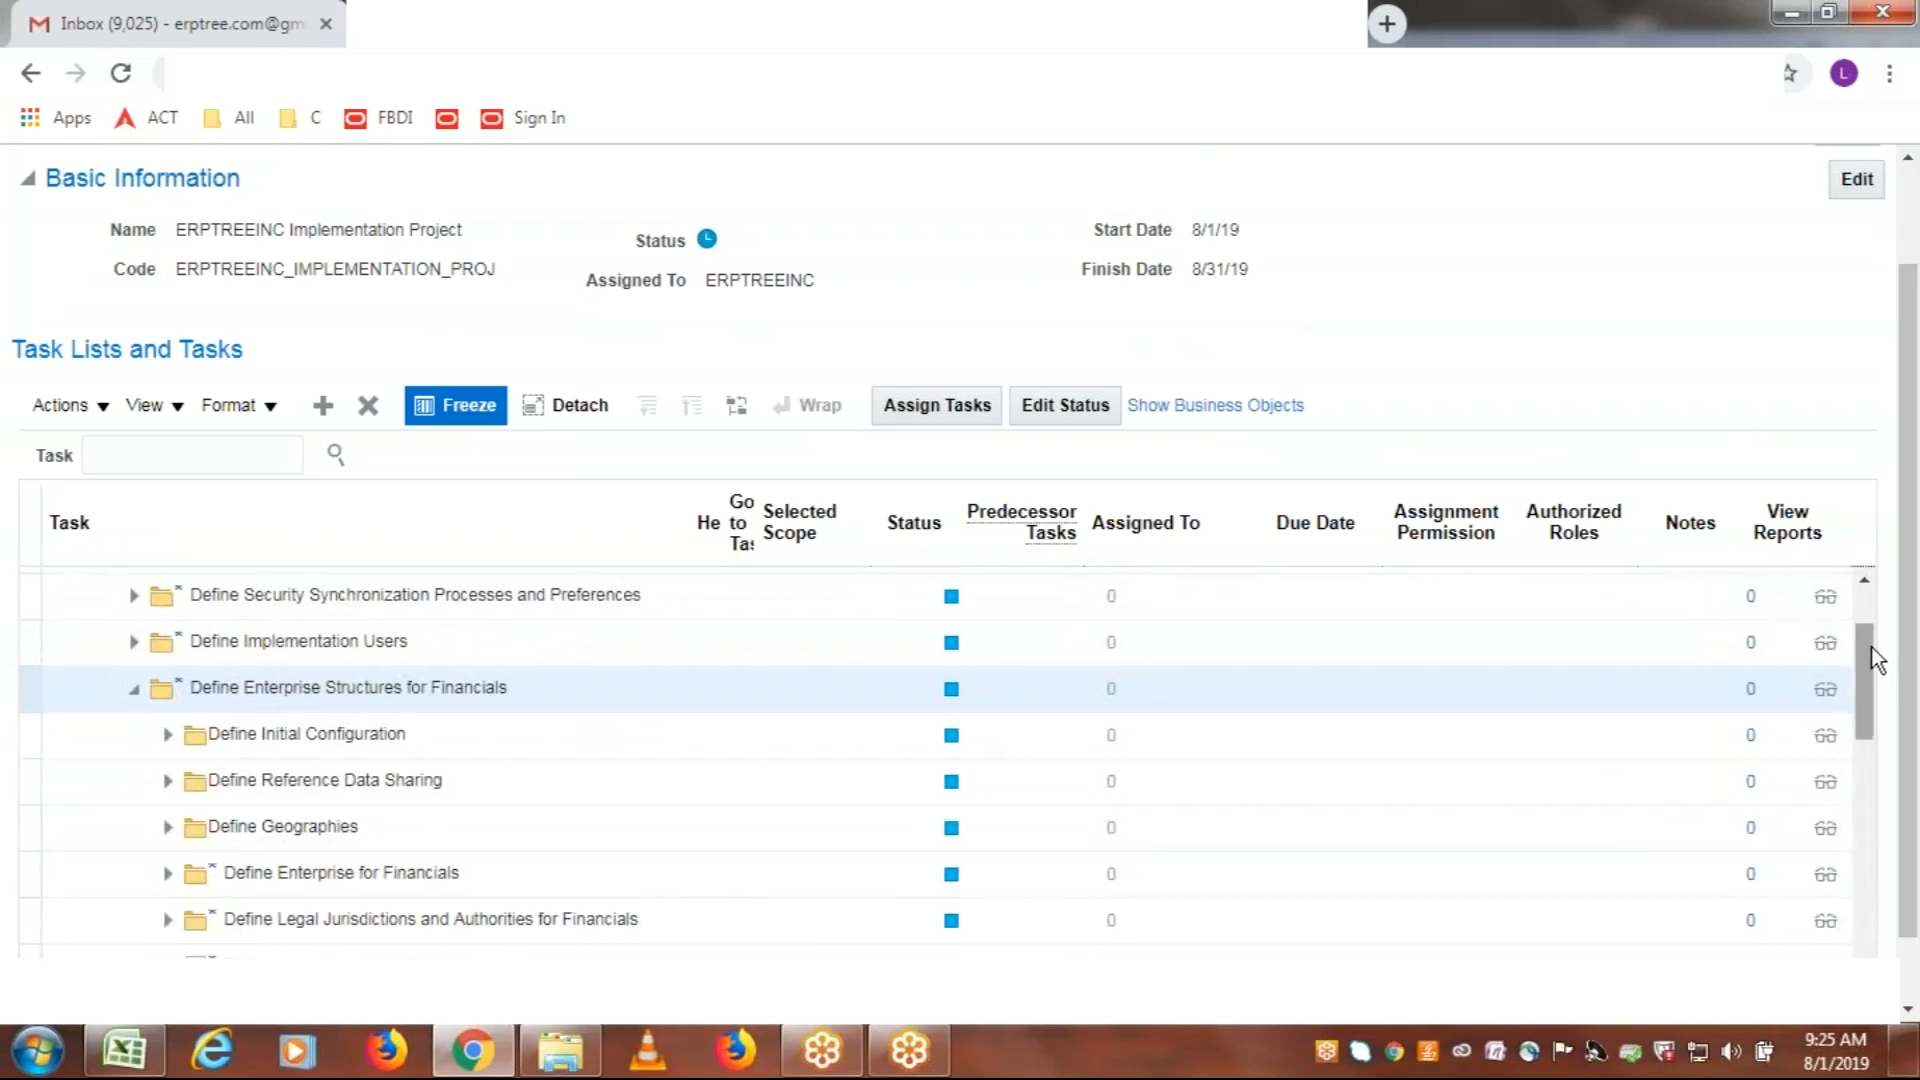 Inbox (9,025) - erptree.com@gm
L
Apps ACT All C FBDI Sign In
Basic Information
Edit
Name ERPTREEINC Implementation Project
Status
Start Date 8/1/19
Code ERPTREEINC_IMPLEMENTATION_PROJ
Assigned To ERPTREEINC
Finish Date 8/31/19
Task Lists and Tasks
Actions View Format Freeze Detach Wrap Assign Tasks Edit Status Show Business Objects
Task
Task He Go to Tas Selected Scope Status Predecessor Tasks Assigned To Due Date Assignment Permission Authorized Roles Notes View Reports
Define Security Synchronization Processes and Preferences 0 0
Define Implementation Users 0 0
Define Enterprise Structures for Financials 0 0
Define Initial Configuration 0 0
Define Reference Data Sharing 0 0
Define Geographies 0 0
Define Enterprise for Financials 0 0
Define Legal Jurisdictions and Authorities for Financials 0 0
9:25 AM
8/1/2019